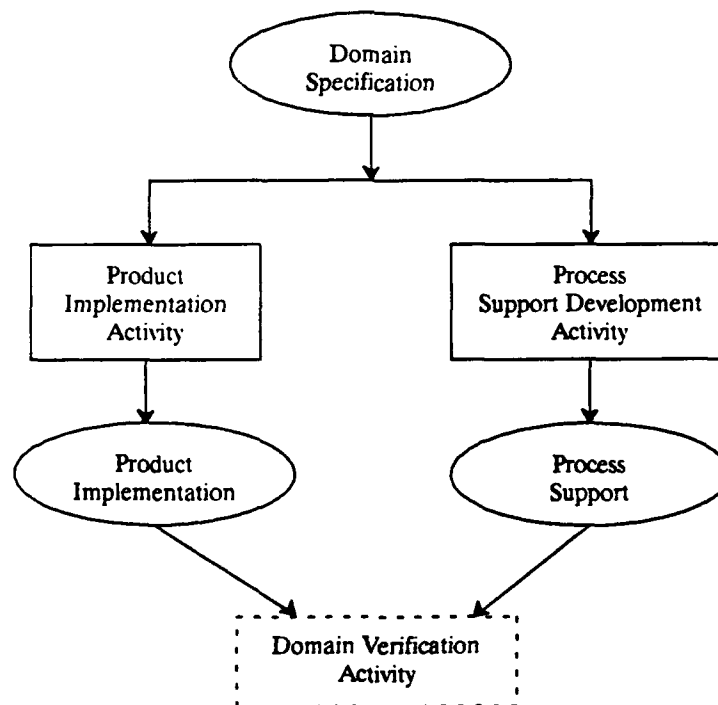 Domain
Specification
Product
Implementation
Activity
Process
Support Development
Activity
Product
Implementation
Process
Support
Domain Verification
Activity